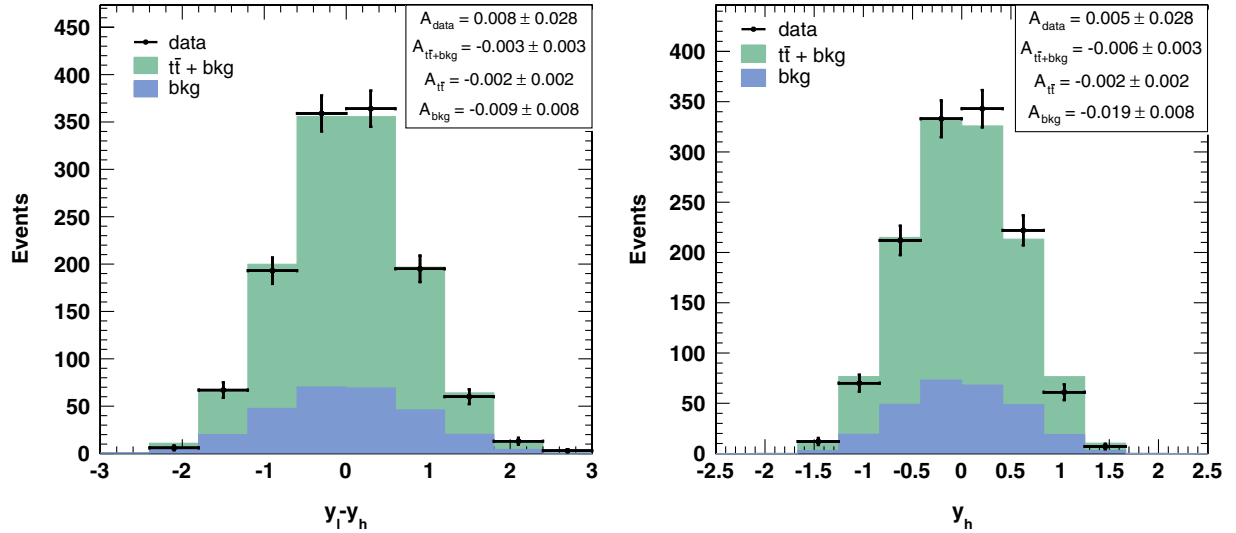 450
400
350
300
250
200
150
100
50
0
Events
data
tt̄ + bkg
bkg
A_data = 0.008 ± 0.028
A_tt̄+bkg = -0.003 ± 0.003
A_tt̄ = -0.002 ± 0.002
A_bkg = -0.009 ± 0.008
-3 -2 -1 0 1 2 3
y_l-y_h
400
350
300
250
200
150
100
50
0
Events
data
tt̄ + bkg
bkg
A_data = 0.005 ± 0.028
A_tt̄+bkg = -0.006 ± 0.003
A_tt̄ = -0.002 ± 0.002
A_bkg = -0.019 ± 0.008
-2.5 -2 -1.5 -1 -0.5 0 0.5 1 1.5 2 2.5
y_h